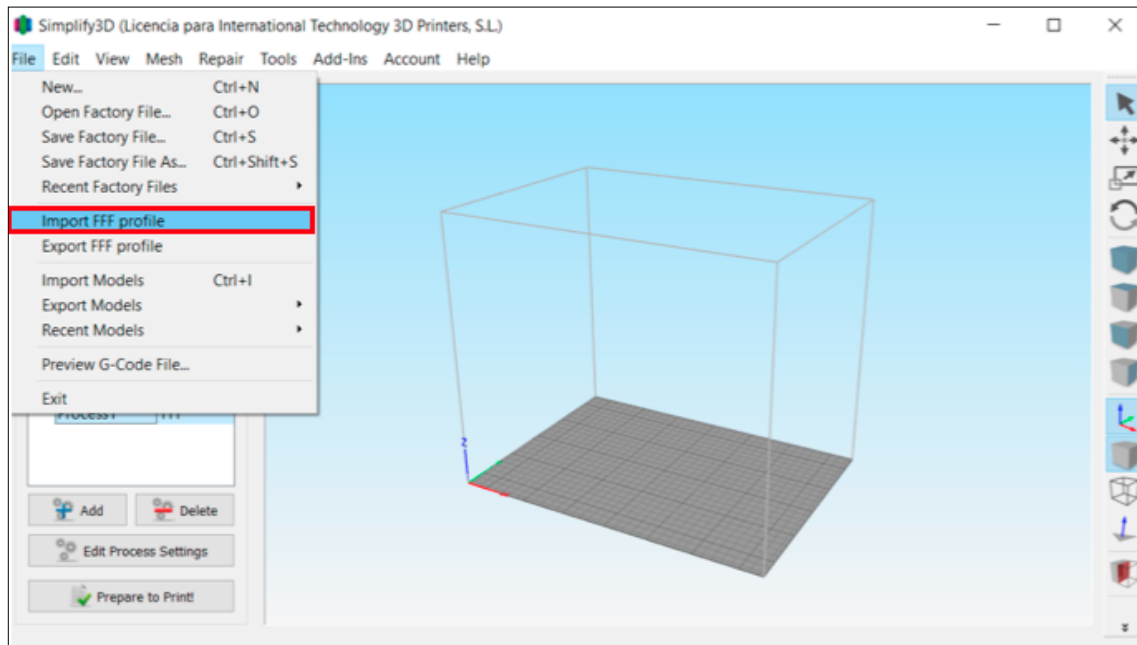 Simplify3D (Licencia para International Technology 3D Printers, S.L.)
File Edit View Mesh Repair Tools Add-Ins Account Help
New... Ctrl+N
Open Factory File... Ctrl+O
Save Factory File... Ctrl+S
Save Factory File As... Ctrl+Shift+S
Recent Factory Files
Import FFF profile
Export FFF profile
Import Models Ctrl+I
Export Models
Recent Models
Preview G-Code File...
Exit
Process1 FFF
Add Delete
Edit Process Settings
Prepare to Print!
Z